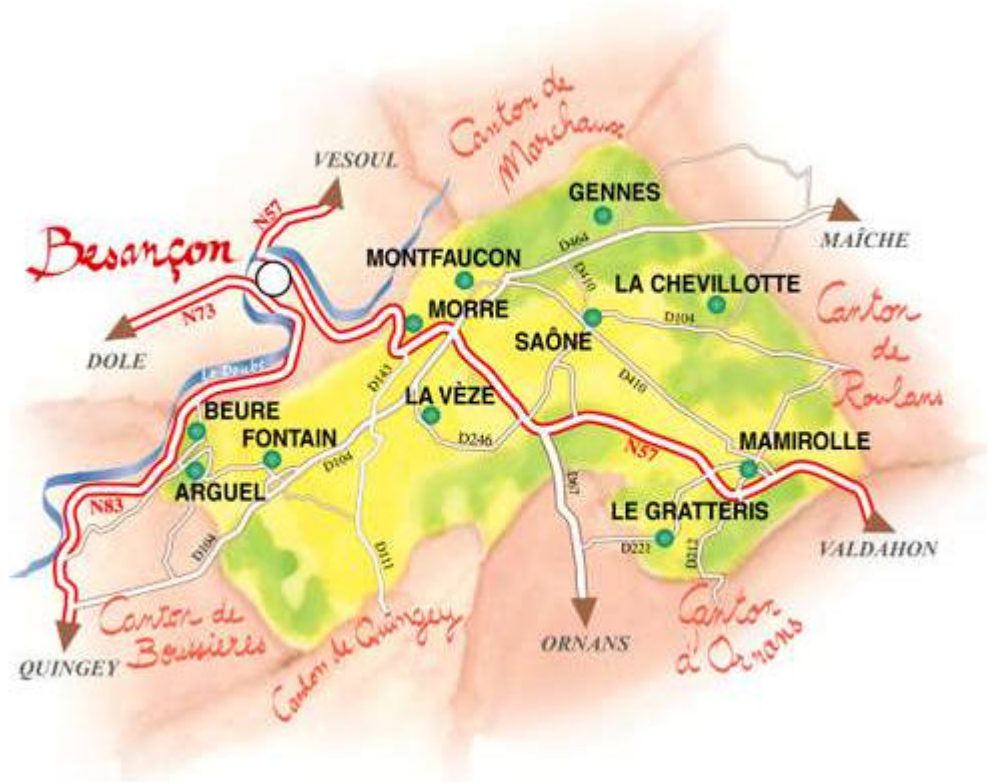 Canton de
Marchaux
VESOUL
N57
GENNES
Besançon
MAÎCHE
D464
MONTFAUCON
D410
LA CHEVILLOTTE
N73
MORRE
Canton
de
Roulans
D104
SAÔNE
DOLE
Le Doubs
D143
D410
LA VÈZE
BEURE
FONTAIN
D246
N57
MAMIROLLE
D104
ARGUEL
D67
N83
LE GRATTERIS
VALDAHON
D104
D111
D221
D212
Canton de
Boussières
Canton de Quingey
ORNANS
Canton
d'Ornans
QUINGEY